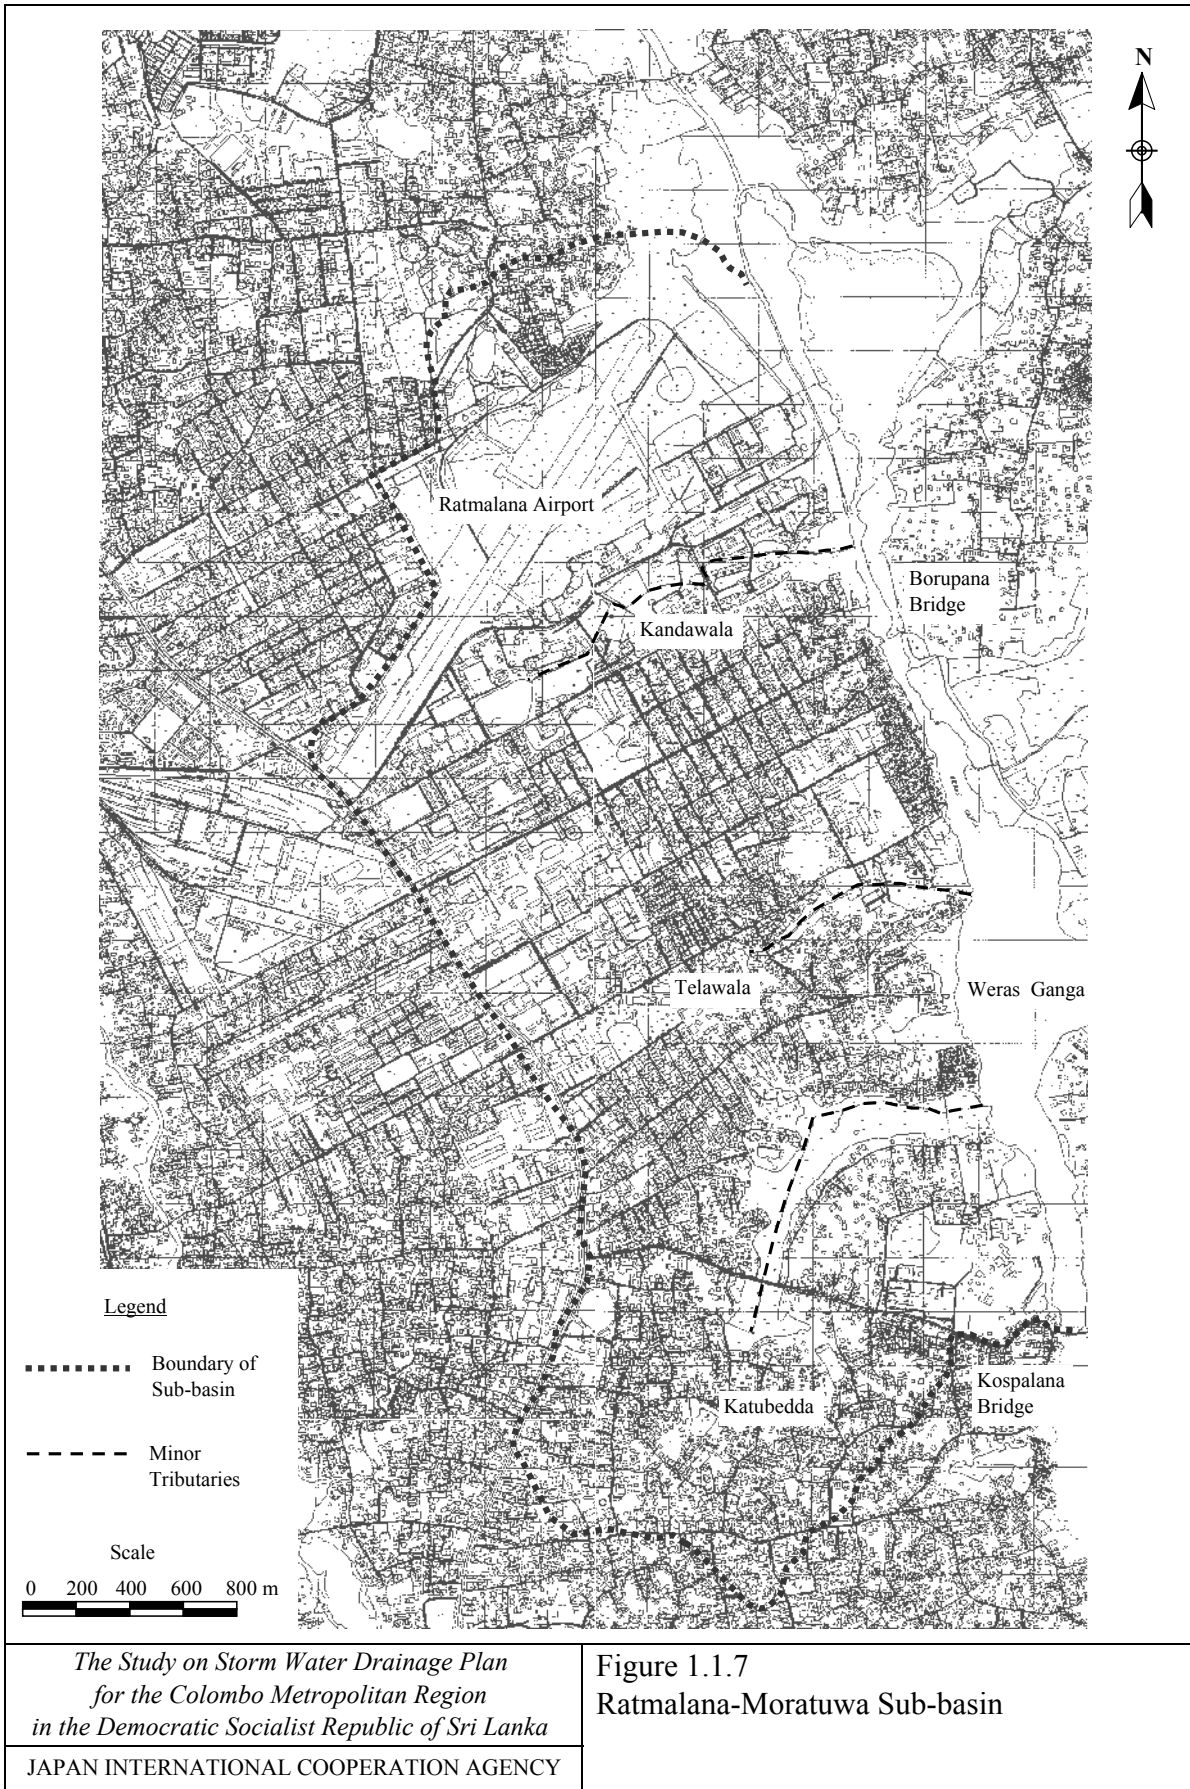 N
Ratmalana Airport
Borupana
Bridge
Kandawala
Telawala
Weras Ganga
Legend
Boundary of
Sub-basin
Kospalana
Bridge
Katubedda
Minor
Tributaries
Scale
0 200 400 600 800 m
The Study on Storm Water Drainage Plan
for the Colombo Metropolitan Region
in the Democratic Socialist Republic of Sri Lanka
JAPAN INTERNATIONAL COOPERATION AGENCY
Figure 1.1.7
Ratmalana-Moratuwa Sub-basin